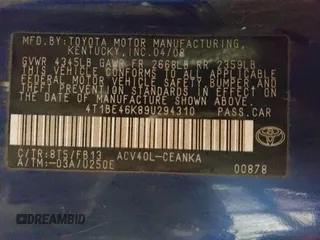 MFD.BY:TOYOTA MOTOR MANUFACTURING,
KENTUCKY,INC.04/08
GVWR 4345LB GAWR FR 2668LB RR 2359LB
THIS VEHICLE CONFORMS TO ALL APPLICABLE
FEDERAL MOTOR VEHICLE SAFETY, BUMPER,
AND THEFT PREVENTION STANDARDS IN EFFECT
ON THE DATE OF MANUFACTURE SHOWN ABOVE.
4T1BE46K89U294310 PASS.CAR
C/TR:8T5/FB13 ACV40L-CEANKA
A/TM:-03A/U250E
TOYOTA
00878
DREAMBID